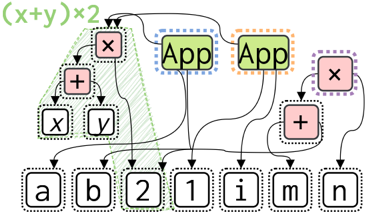 (x+y)×2
×
App
App
×
+
+
x
y
a
b
2
1
i
m
n